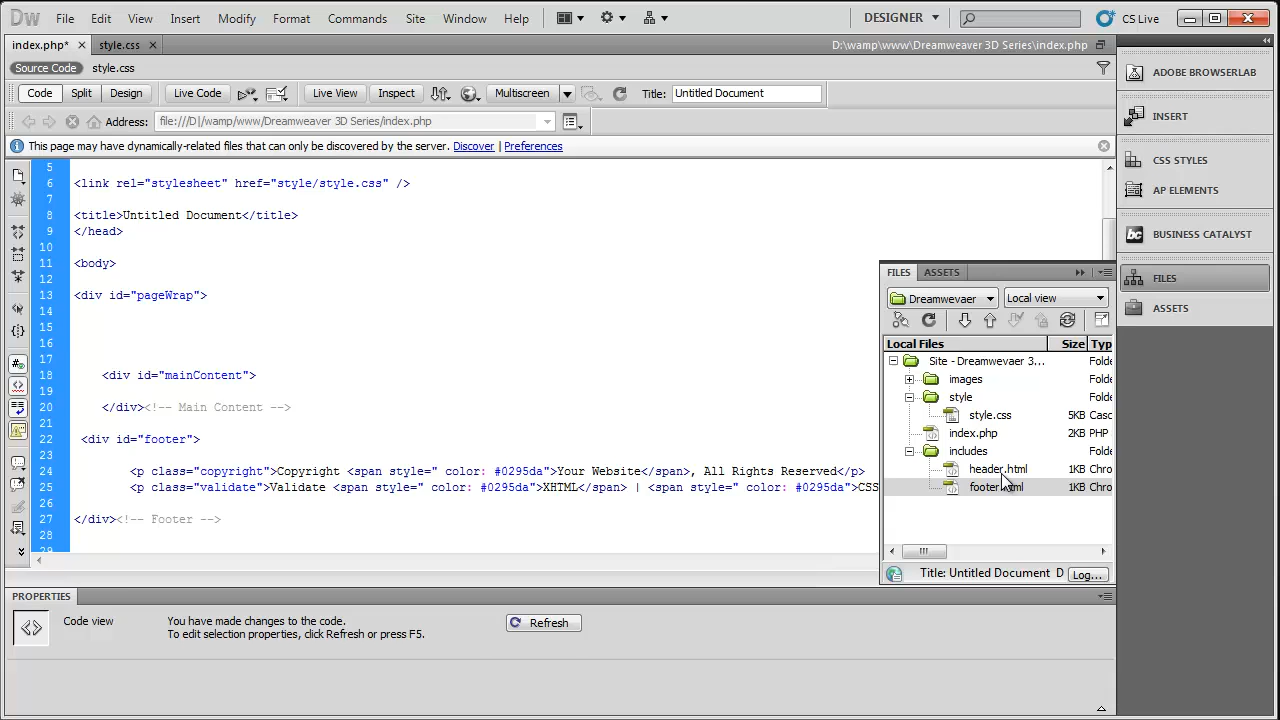 Dw File Edit View Insert Modify Format Commands Site Window Help DESIGNER CS Live
index.php* style.css D:\wamp\www\Dreamweaver 3D Series\index.php
Source Code style.css
Code Split Design Live Code Live View Inspect Multiscreen Title: Untitled Document
Address: file:///D|/wamp/www/Dreamweaver 3D Series/index.php
This page may have dynamically-related files that can only be discovered by the server. Discover | Preferences
5
6 <link rel="stylesheet" href="style/style.css" />
7
8 <title>Untitled Document</title>
9 </head>
10
11 <body>
12
13 <div id="pageWrap">
14
15
16
17
18 <div id="mainContent">
19
20 </div><!-- Main Content -->
21
22 <div id="footer">
23
24 <p class="copyright">Copyright <span style=" color: #0295da">Your Website</span>, All Rights Reserved</p>
25 <p class="validate">Validate <span style=" color: #0295da">XHTML</span> | <span style=" color: #0295da">CSS
26
27 </div><!-- Footer -->
28
29
FILES ASSETS
Dreamwevaer Local view
Local Files Size Typ
Site - Dreamwevaer 3... Folde
images Folde
style Folde
style.css 5KB Casc
index.php 2KB PHP
includes Folde
header.html 1KB Chro
footer.html 1KB Chro
Title: Untitled Document D Log...
ADOBE BROWSERLAB
INSERT
CSS STYLES
AP ELEMENTS
bc BUSINESS CATALYST
FILES
ASSETS
PROPERTIES
Code view You have made changes to the code. Refresh
To edit selection properties, click Refresh or press F5.